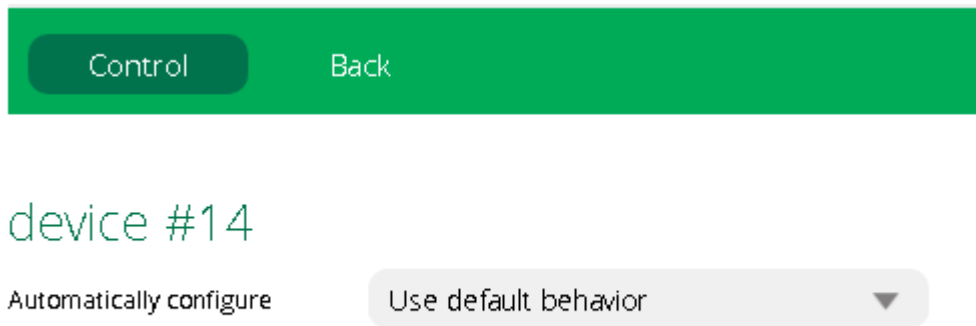 Control Back
device #14
Automatically configure Use default behavior